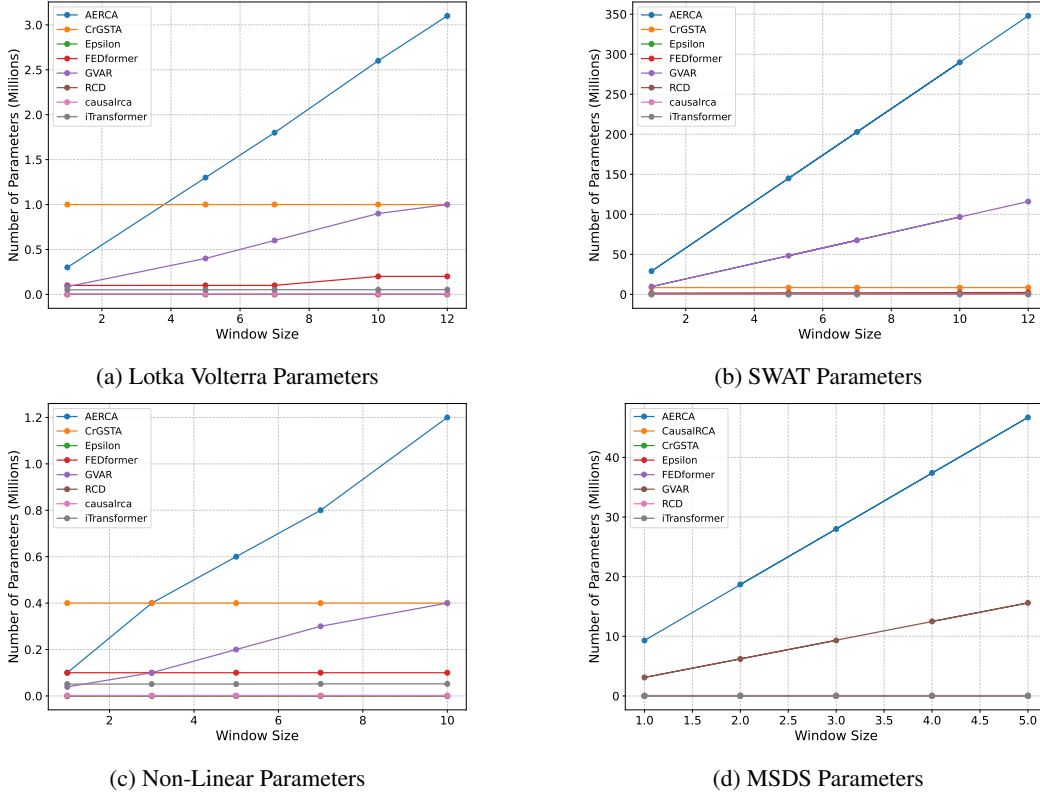 Number of Parameters (Millions)
3.0
2.5
2.0
1.5
1.0
0.5
0.0
AERCA
CrGSTA
Epsilon
FEDformer
GVAR
RCD
causalrca
iTransformer
2 4 6 8 10 12
Window Size
(a) Lotka Volterra Parameters
Number of Parameters (Millions)
350
300
250
200
150
100
50
0
AERCA
CrGSTA
Epsilon
FEDformer
GVAR
RCD
causalrca
iTransformer
2 4 6 8 10 12
Window Size
(b) SWAT Parameters
Number of Parameters (Millions)
1.2
1.0
0.8
0.6
0.4
0.2
0.0
AERCA
CrGSTA
Epsilon
FEDformer
GVAR
RCD
causalrca
iTransformer
2 4 6 8 10
Window Size
(c) Non-Linear Parameters
Number of Parameters (Millions)
40
30
20
10
0
AERCA
CausalRCA
CrGSTA
Epsilon
FEDformer
GVAR
RCD
iTransformer
1.0 1.5 2.0 2.5 3.0 3.5 4.0 4.5 5.0
Window Size
(d) MSDS Parameters